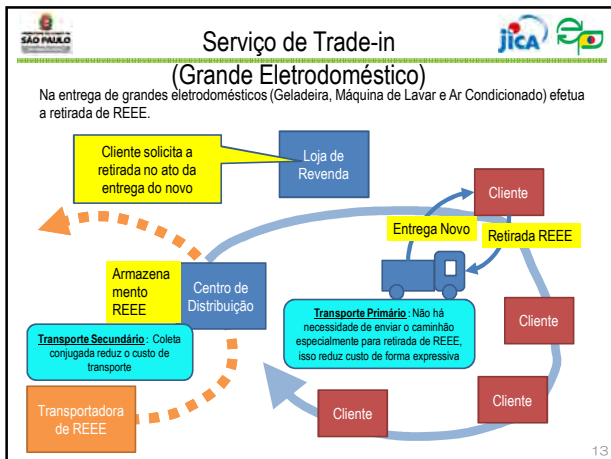 SÃO PAULO
Serviço de Trade-in
(Grande Eletrodoméstico)
jica
Na entrega de grandes eletrodomésticos (Geladeira, Máquina de Lavar e Ar Condicionado) efetua
a retirada de REEE.
Cliente solicita a
retirada no ato da
entrega do novo
Loja de
Revenda
Cliente
Entrega Novo
Retirada REEE
Armazena
mento
REEE
Centro de
Distribuição
Transporte Primário : Não há
necessidade de enviar o caminhão
especialmente para retirada de REEE,
isso reduz custo de forma expressiva
Cliente
Transporte Secundário : Coleta
conjugada reduz o custo de
transporte
Transportadora
de REEE
Cliente
Cliente
13